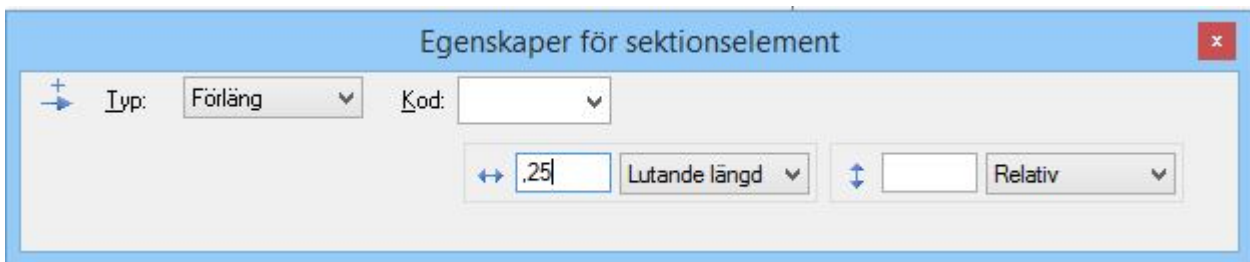 Egenskaper för sektionselement
x
Typ: Förläng Kod:
,25 Lutande längd Relativ